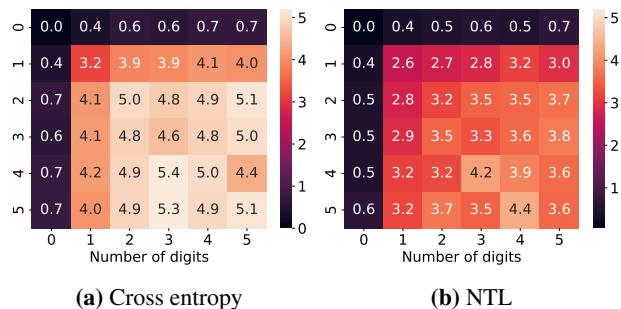 0 0.0 0.4 0.6 0.6 0.7 0.7
1 0.4 3.2 3.9 3.9 4.1 4.0
2 0.7 4.1 5.0 4.8 4.9 5.1
3 0.6 4.1 4.8 4.6 4.8 5.0
4 0.7 4.2 4.9 5.4 5.0 4.4
5 0.7 4.0 4.9 5.3 4.9 5.1
0 1 2 3 4 5
Number of digits
5
4
3
2
1
0
(a) Cross entropy
0 0.0 0.4 0.5 0.6 0.5 0.7
1 0.4 2.6 2.7 2.8 3.2 3.0
2 0.5 2.8 3.2 3.5 3.5 3.7
3 0.5 2.9 3.5 3.3 3.6 3.8
4 0.5 3.2 3.2 4.2 3.9 3.6
5 0.6 3.2 3.7 3.5 4.4 3.6
0 1 2 3 4 5
Number of digits
5
4
3
2
1
(b) NTL